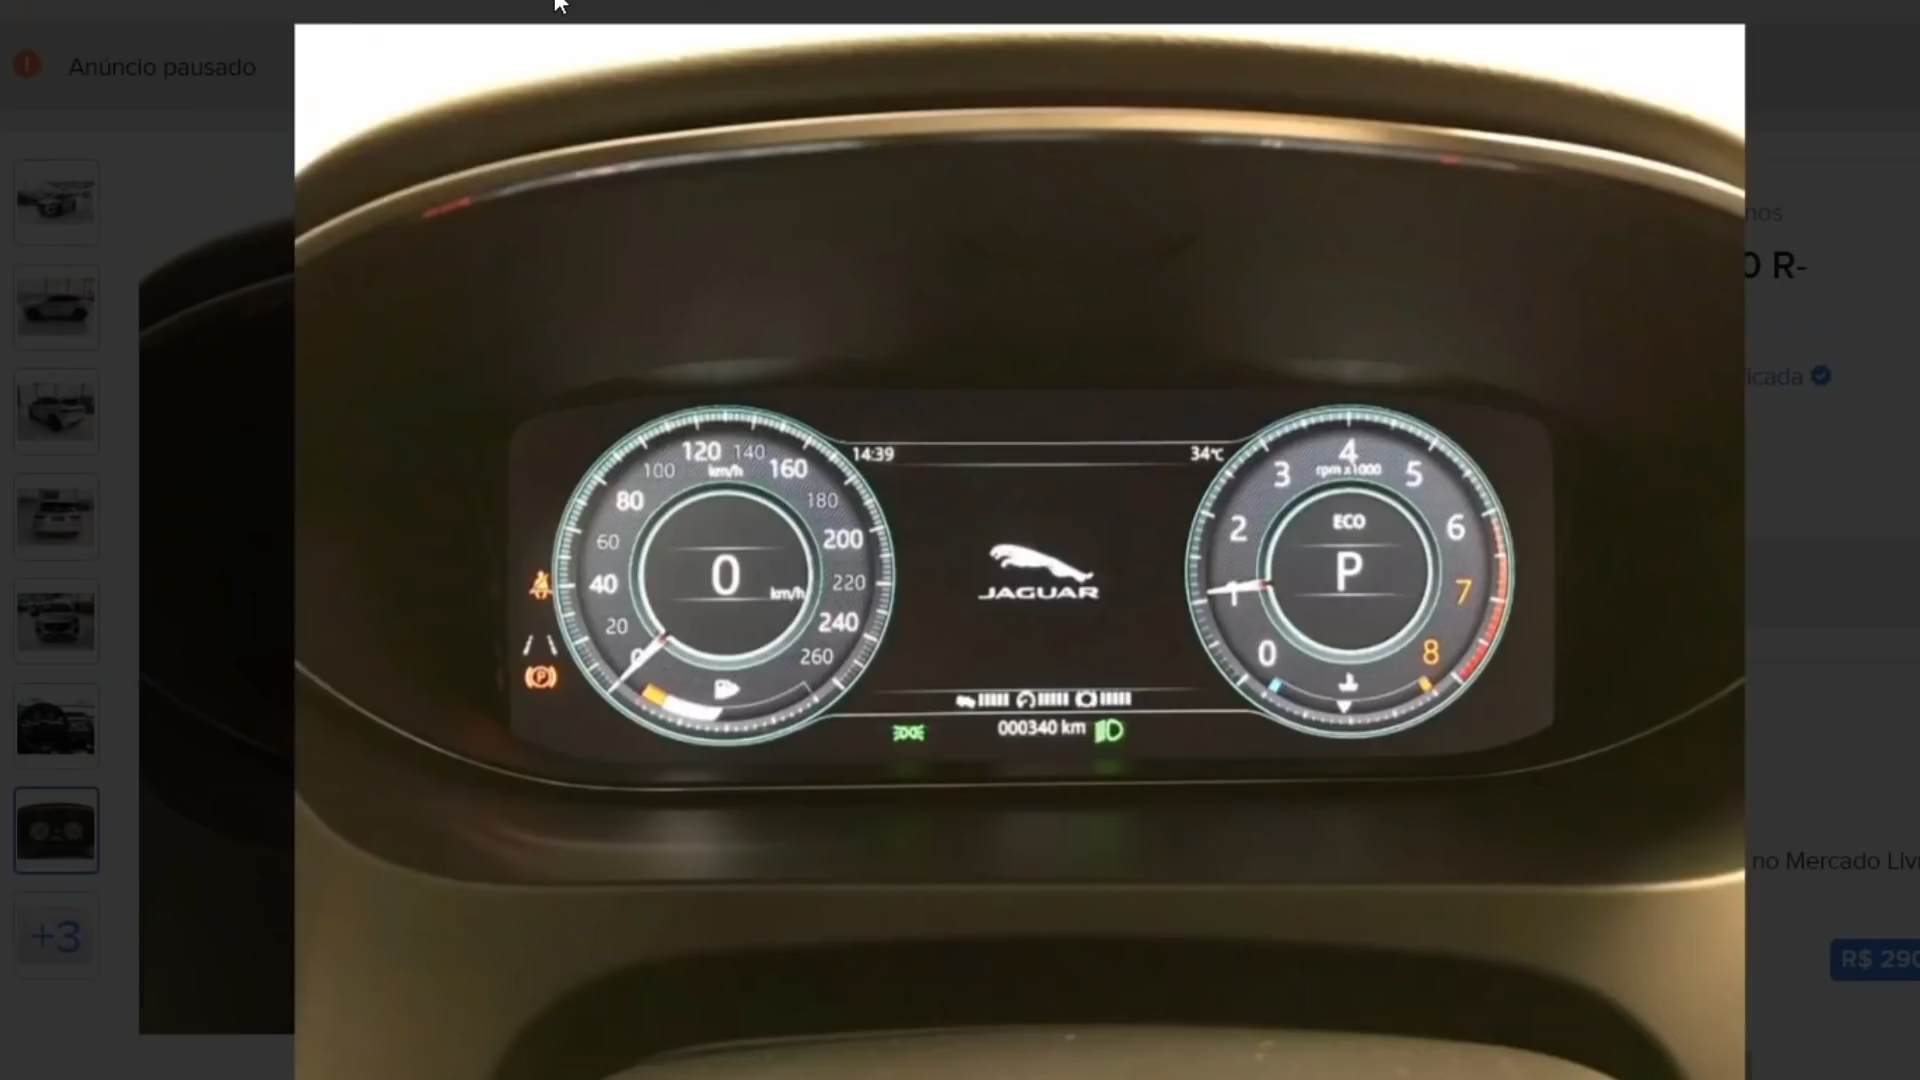 Anúncio pausado
0 R-
+3
no Mercado Liv
R$ 290
14:39
34℃
0
20
40
60
80
100
120
140
160
180
200
220
240
260
km/h
0
km/h
JAGUAR
000340 km
0
1
2
3
4
5
6
7
8
rpm x1000
ECO
P
P